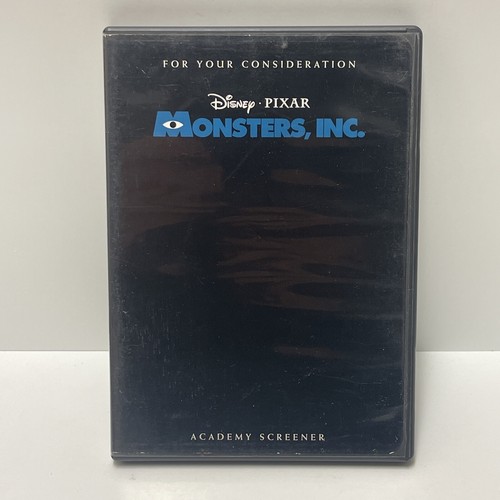 FOR YOUR CONSIDERATION
Disney · PIXAR
MONSTERS, INC.
ACADEMY SCREENER